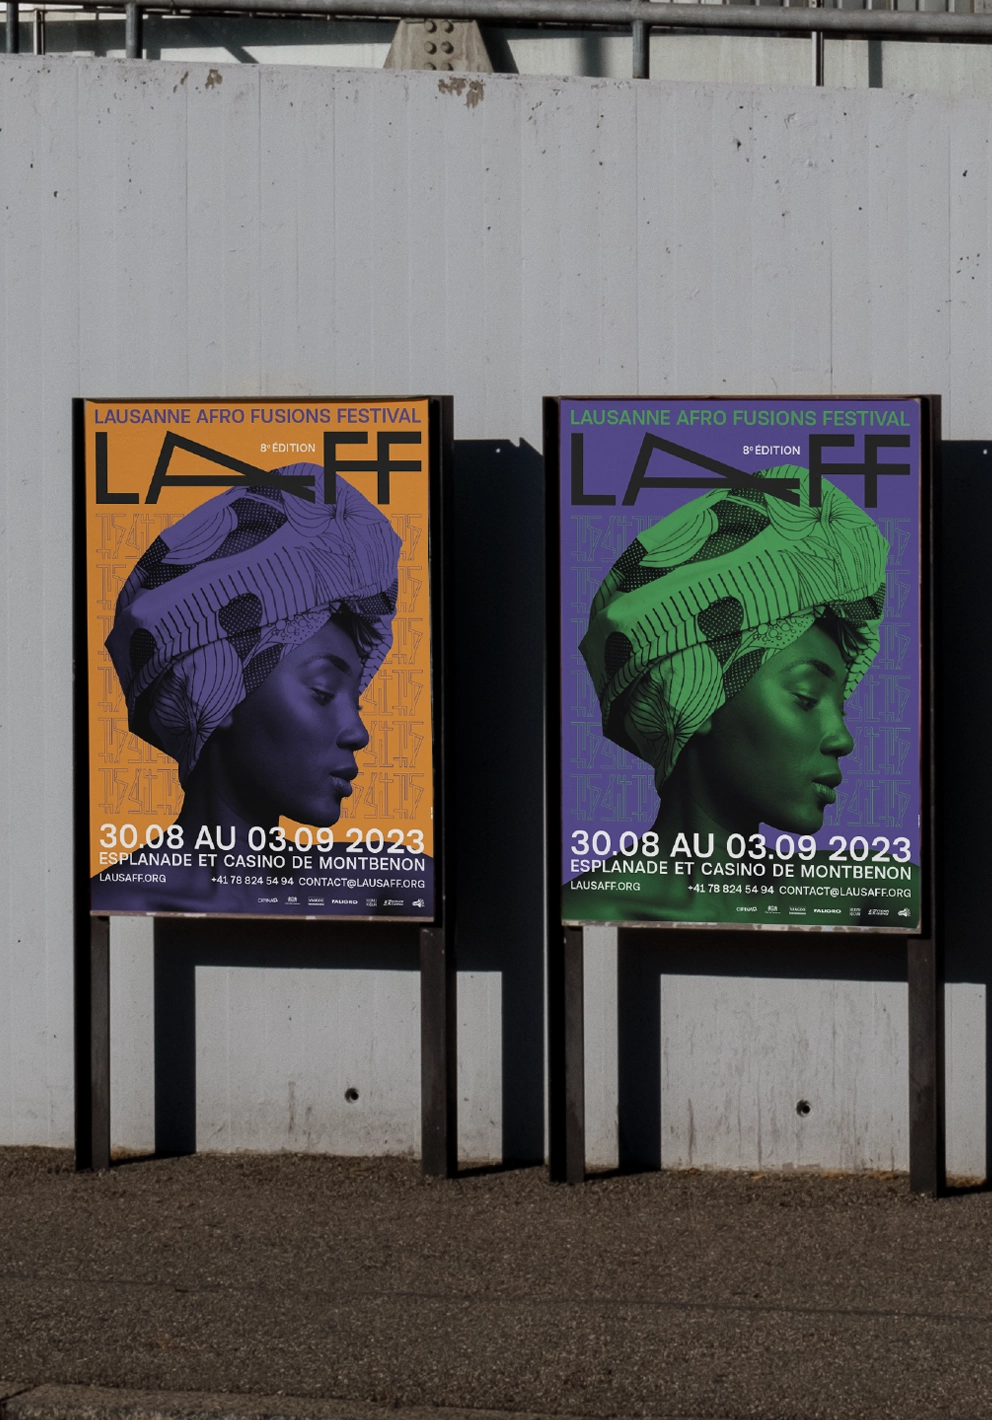 LAUSANNE AFRO FUSIONS FESTIVAL
8e ÉDITION
LAFF
30.08 AU 03.09 2023
ESPLANADE ET CASINO DE MONTBENON
LAUSAFF.ORG +41 78 824 54 94 CONTACT@LAUSAFF.ORG
PALIGRO
LAUSANNE AFRO FUSIONS FESTIVAL
8e ÉDITION
LAFF
30.08 AU 03.09 2023
ESPLANADE ET CASINO DE MONTBENON
LAUSAFF.ORG +41 78 824 54 94 CONTACT@LAUSAFF.ORG
PALIGRO